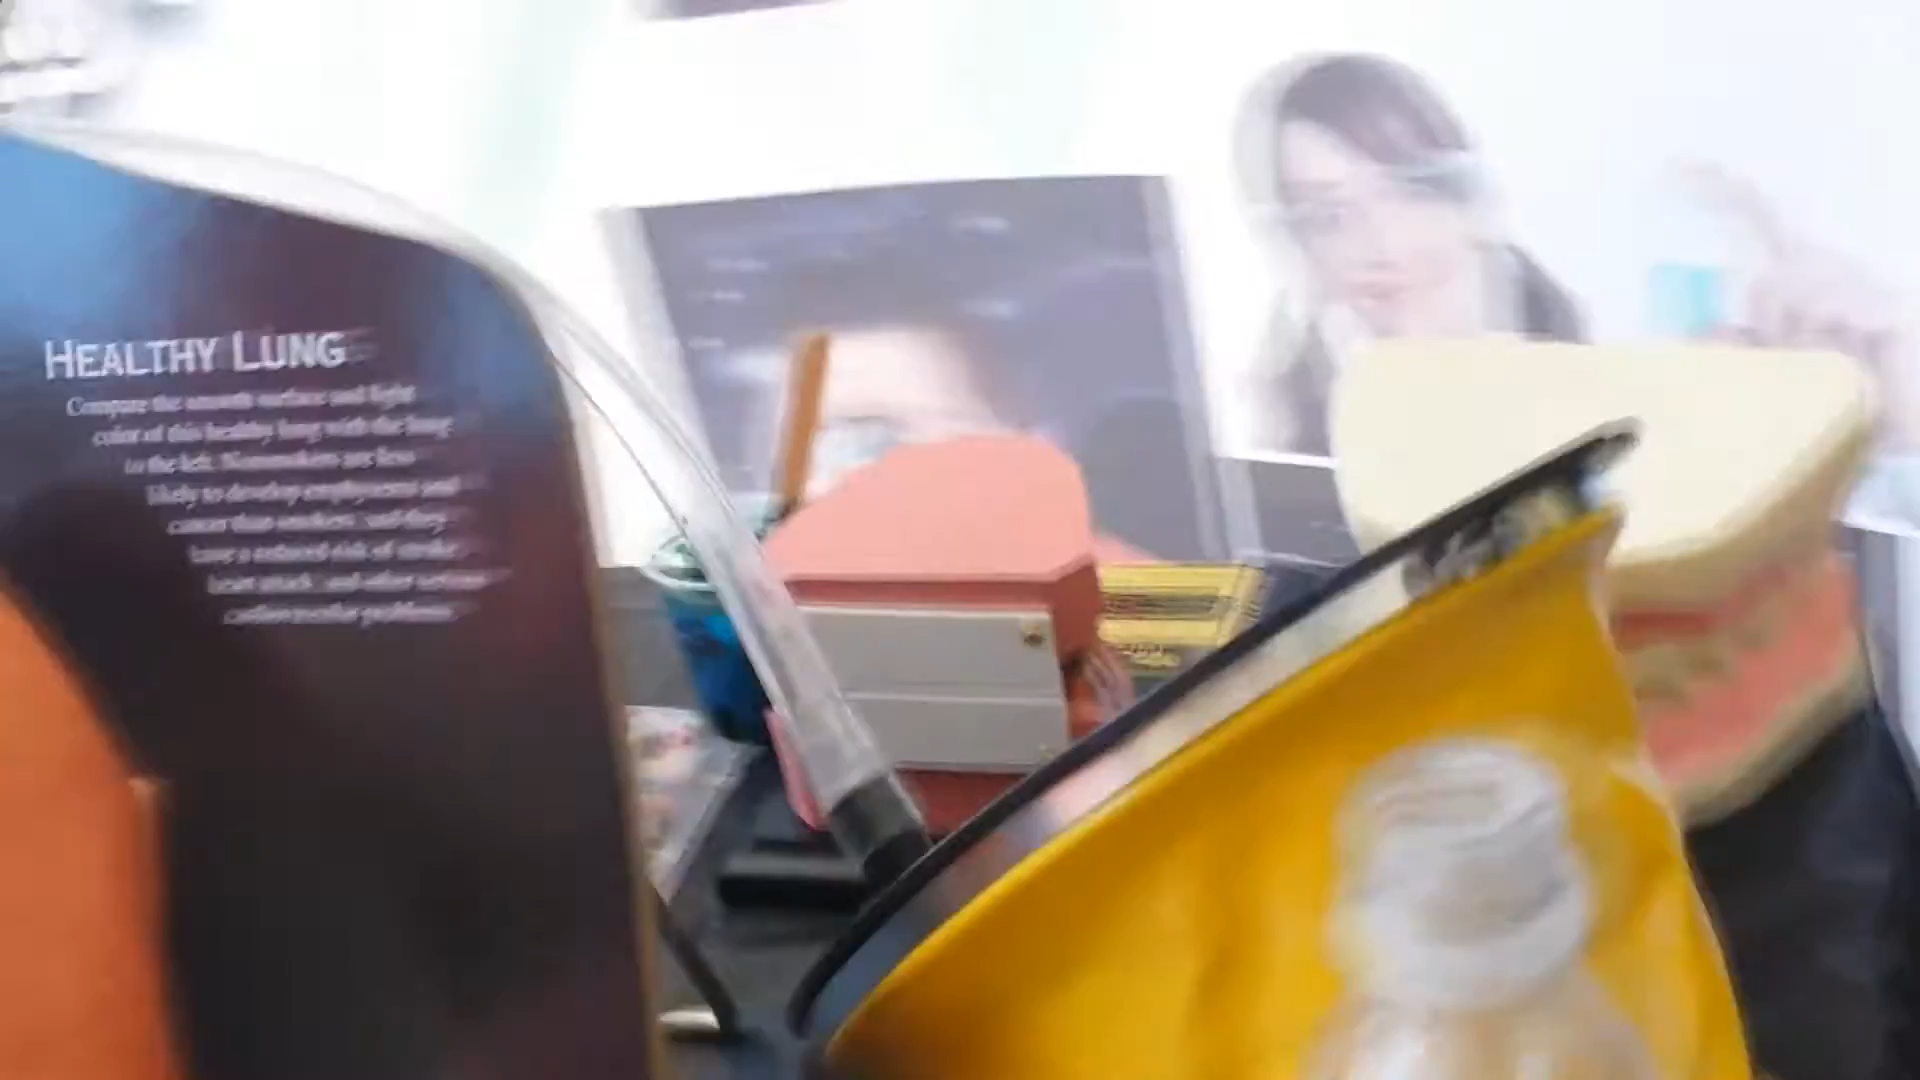 HEALTHY LUNG
Compare the smooth surface and light
color of this healthy lung with the lung
to the left. Nonsmokers are less
likely to develop emphysema and
cancer than smokers, and they
have a reduced risk of stroke,
heart attack, and other serious
cardiovascular problems.